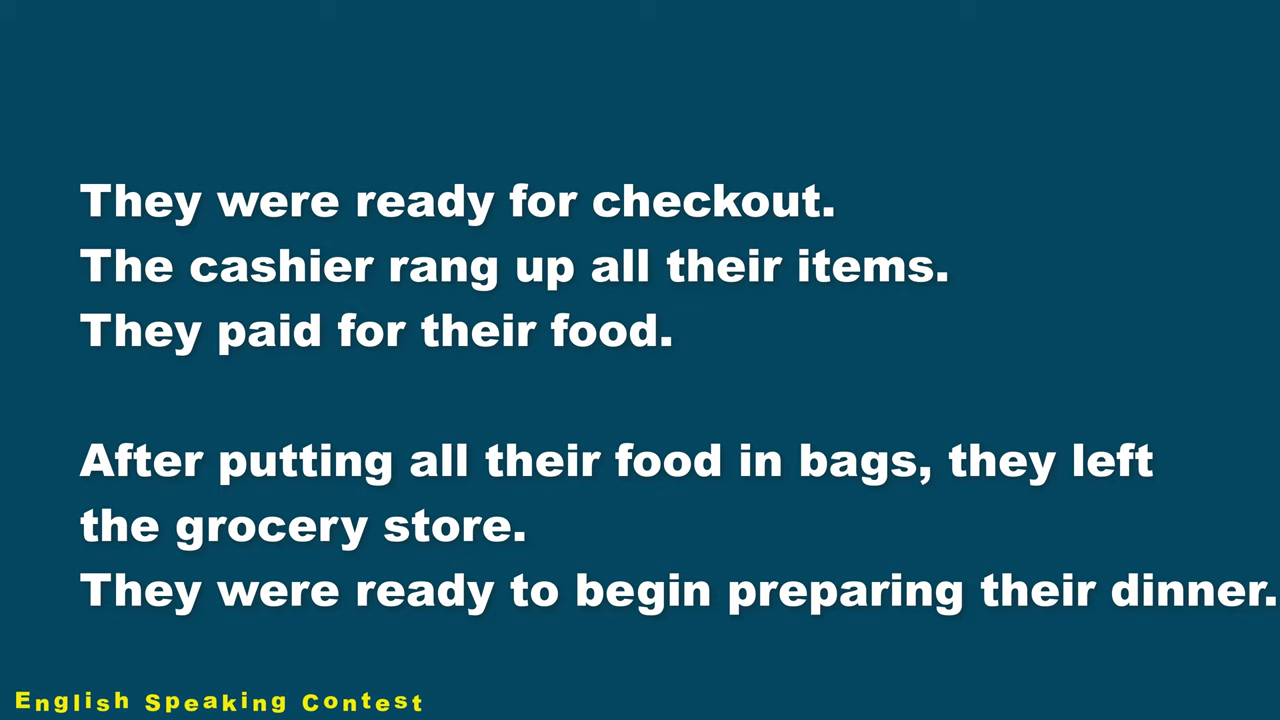 They were ready for checkout.
The cashier rang up all their items.
They paid for their food.
After putting all their food in bags, they left
the grocery store.
They were ready to begin preparing their dinner.
English Speaking Contest